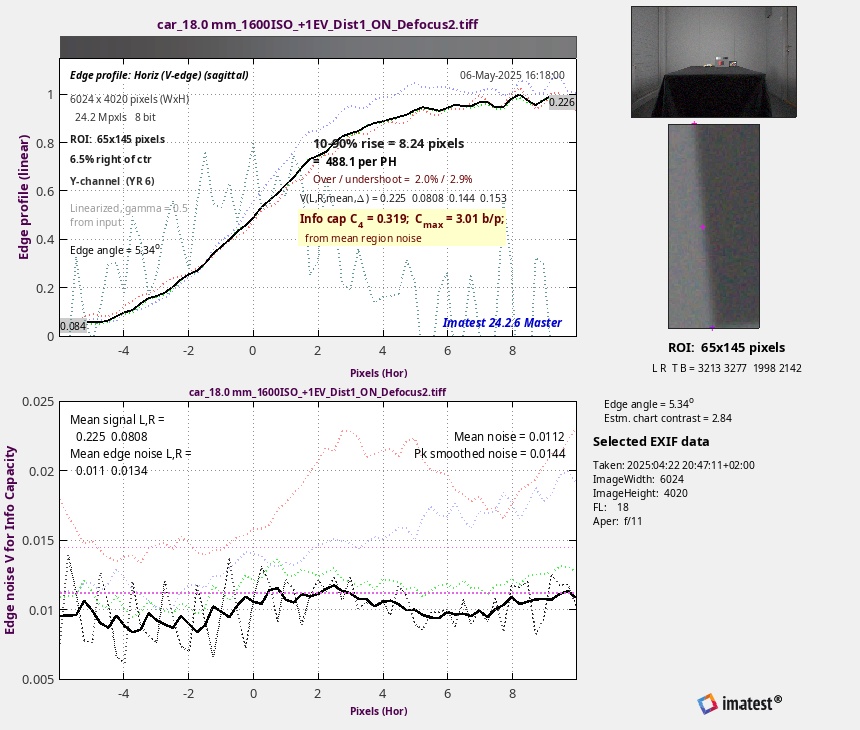 car_18.0 mm_1600ISO_+1EV_Dist1_ON_Defocus2.tiff
Edge profile: Horiz (V-edge) (sagittal)
06-May-2025 16:18:00
6024 x 4020 pixels (WxH)
24.2 Mpxls 8 bit
ROI: 65x145 pixels
6.5% right of ctr
Y-channel (YR 6)
Linearized, gamma = 0.5
from input
Edge angle = 5.34o
10-90% rise = 8.24 pixels
= 488.1 per PH
Over / undershoot = 2.0% / 2.9%
V(L,R,mean,Δ) = 0.225 0.0808 0.144 0.153
Info cap C4 = 0.319; Cmax = 3.01 b/p;
from mean region noise
0.226
0.084
Imatest 24.2.6 Master
Edge profile (linear)
1
0.8
0.6
0.4
0.2
0
-4 -2 0 2 4 6 8
Pixels (Hor)
ROI: 65x145 pixels
L R T B = 3213 3277 1998 2142
car_18.0 mm_1600ISO_+1EV_Dist1_ON_Defocus2.tiff
Mean signal L,R =
0.225 0.0808
Mean edge noise L,R =
0.011 0.0134
Mean noise = 0.0112
Pk smoothed noise = 0.0144
Edge noise V for Info Capacity
0.025
0.02
0.015
0.01
0.005
-4 -2 0 2 4 6 8
Pixels (Hor)
Edge angle = 5.34o
Estm. chart contrast = 2.84
Selected EXIF data
Taken: 2025:04:22 20:47:11+02:00
ImageWidth: 6024
ImageHeight: 4020
FL: 18
Aper: f/11
imatest®